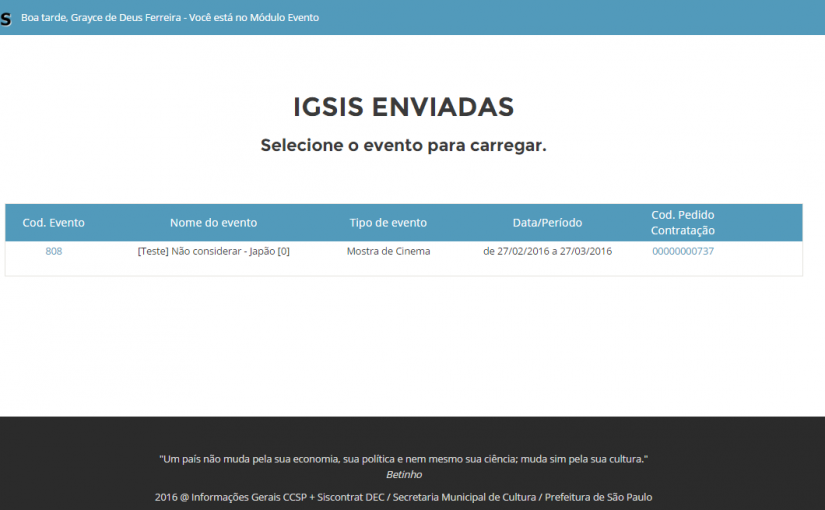 S Boa tarde, Grayce de Deus Ferreira - Você está no Módulo Evento
IGSIS ENVIADAS
Selecione o evento para carregar.
Cod. Evento Nome do evento Tipo de evento Data/Período Cod. Pedido
Contratação
808 [Teste] Não considerar - Japão [0] Mostra de Cinema de 27/02/2016 a 27/03/2016 00000000737
"Um país não muda pela sua economia, sua política e nem mesmo sua ciência; muda sim pela sua cultura."
Betinho
2016 @ Informações Gerais CCSP + Siscontrat DEC / Secretaria Municipal de Cultura / Prefeitura de São Paulo